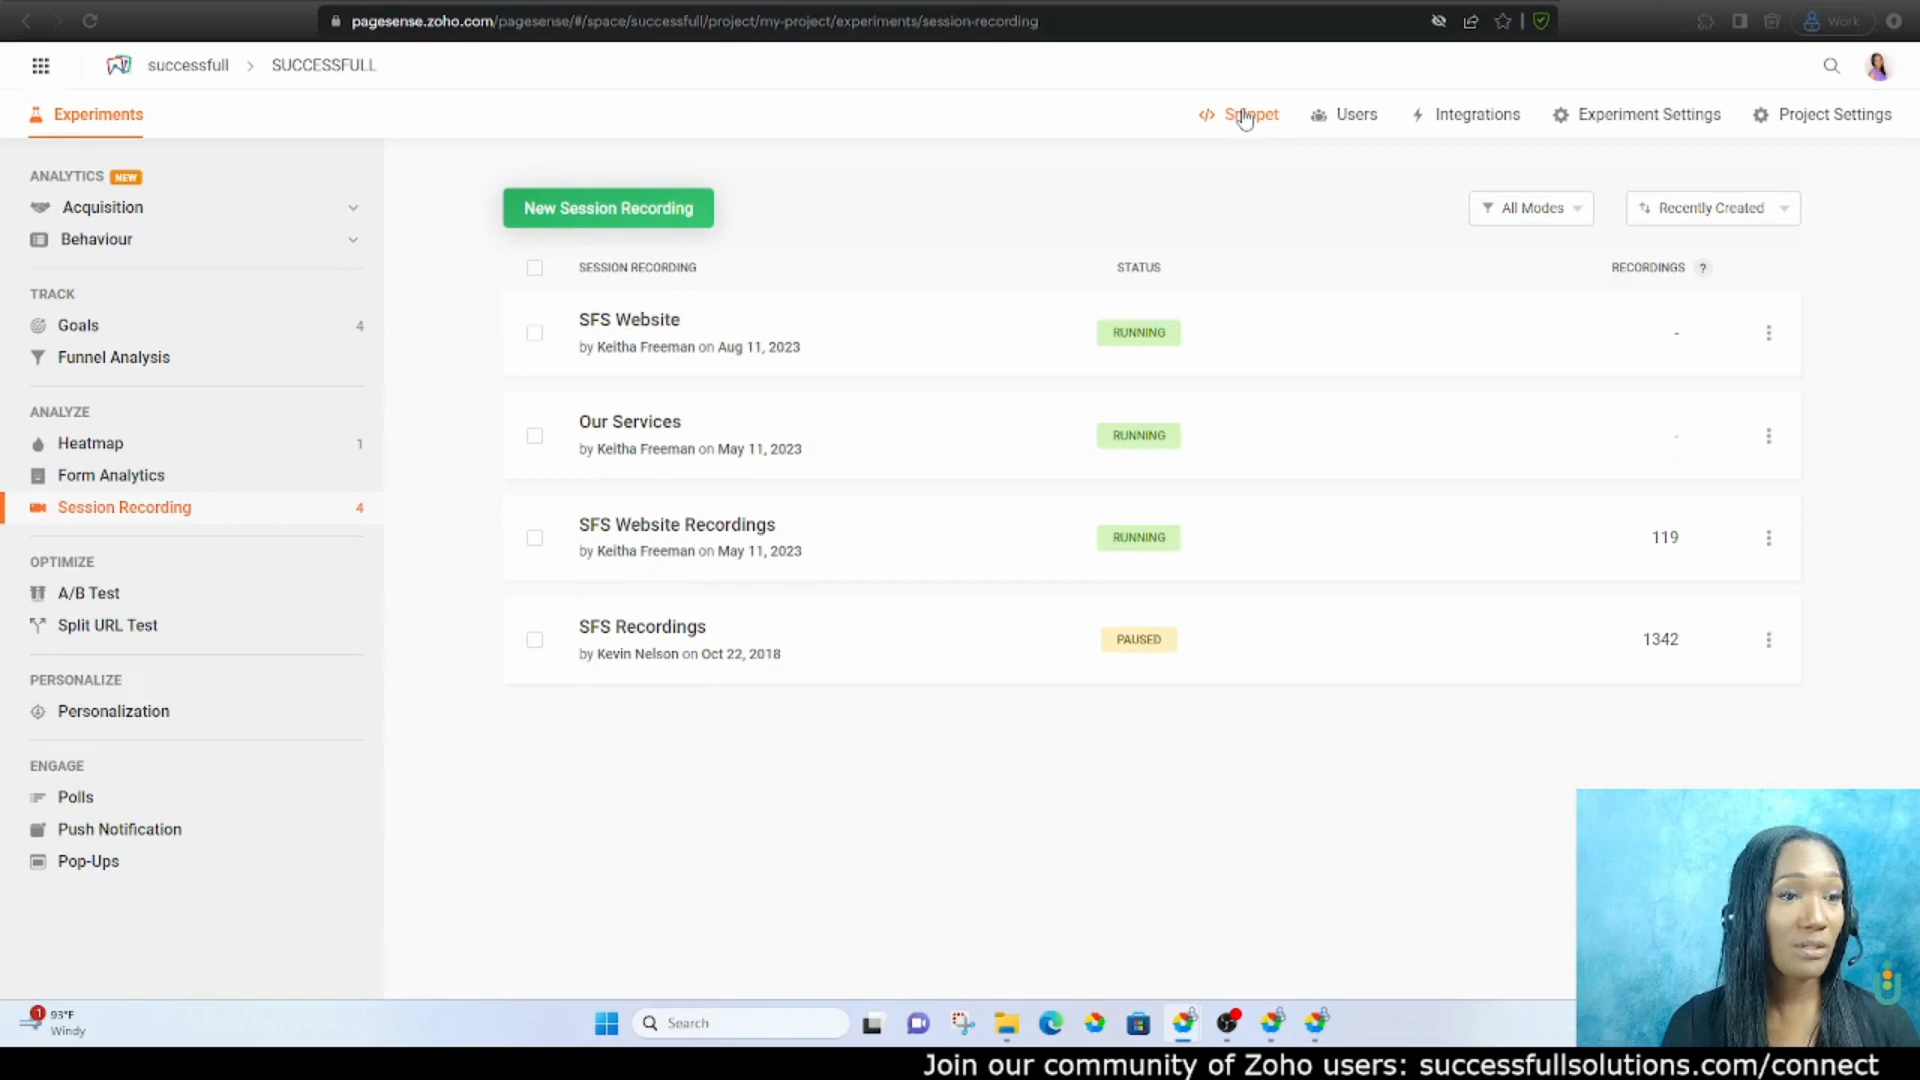 pagesense.zoho.com/pagesense/#/space/successfull/project/my-project/experiments/session-recording
Work
successfull > SUCCESSFULL
Experiments
</> Snippet
Users
Integrations
Experiment Settings
Project Settings
ANALYTICS NEW
Acquisition
Behaviour
TRACK
Goals 4
Funnel Analysis
ANALYZE
Heatmap 1
Form Analytics
Session Recording 4
OPTIMIZE
A/B Test
Split URL Test
PERSONALIZE
Personalization
ENGAGE
Polls
Push Notification
Pop-Ups
New Session Recording
All Modes
Recently Created
SESSION RECORDING STATUS RECORDINGS ?
SFS Website
by Keitha Freeman on Aug 11, 2023
RUNNING
-
Our Services
by Keitha Freeman on May 11, 2023
RUNNING
-
SFS Website Recordings
by Keitha Freeman on May 11, 2023
RUNNING
119
SFS Recordings
by Kevin Nelson on Oct 22, 2018
PAUSED
1342
1
93°F
Windy
Search
Join our community of Zoho users: successfullsolutions.com/connect